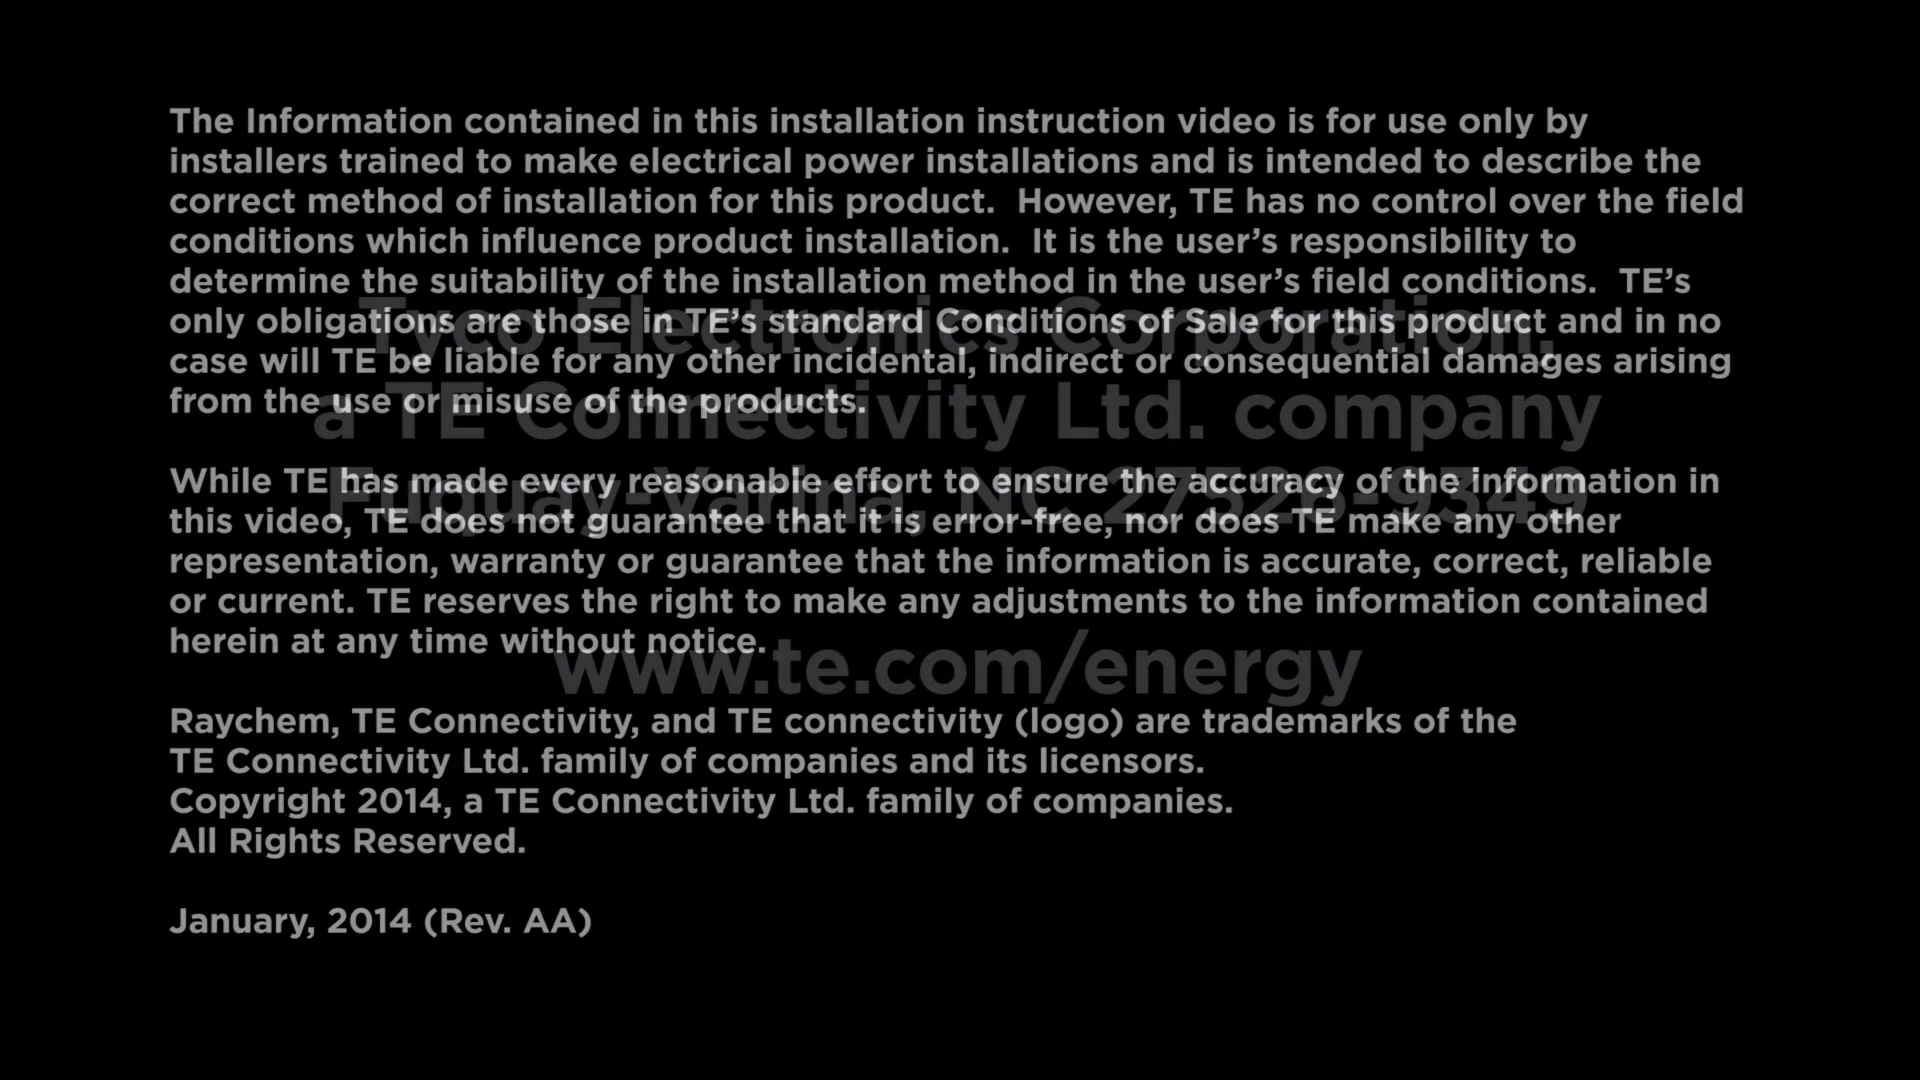 The Information contained in this installation instruction video is for use only by
installers trained to make electrical power installations and is intended to describe the
correct method of installation for this product.  However, TE has no control over the field
conditions which influence product installation.  It is the user’s responsibility to
determine the suitability of the installation method in the user’s field conditions.  TE’s
only obligations are those in TE’s standard Conditions of Sale for this product and in no
case will TE be liable for any other incidental, indirect or consequential damages arising
from the use or misuse of the products.
While TE has made every reasonable effort to ensure the accuracy of the information in
this video, TE does not guarantee that it is error-free, nor does TE make any other
representation, warranty or guarantee that the information is accurate, correct, reliable
or current. TE reserves the right to make any adjustments to the information contained
herein at any time without notice.
Raychem, TE Connectivity, and TE connectivity (logo) are trademarks of the
TE Connectivity Ltd. family of companies and its licensors.
Copyright 2014, a TE Connectivity Ltd. family of companies.
All Rights Reserved.
January, 2014 (Rev. AA)
Tyco Electronics Corporation,
a TE Connectivity Ltd. company
Fuquay-Varina, NC 27526-9349
www.te.com/energy